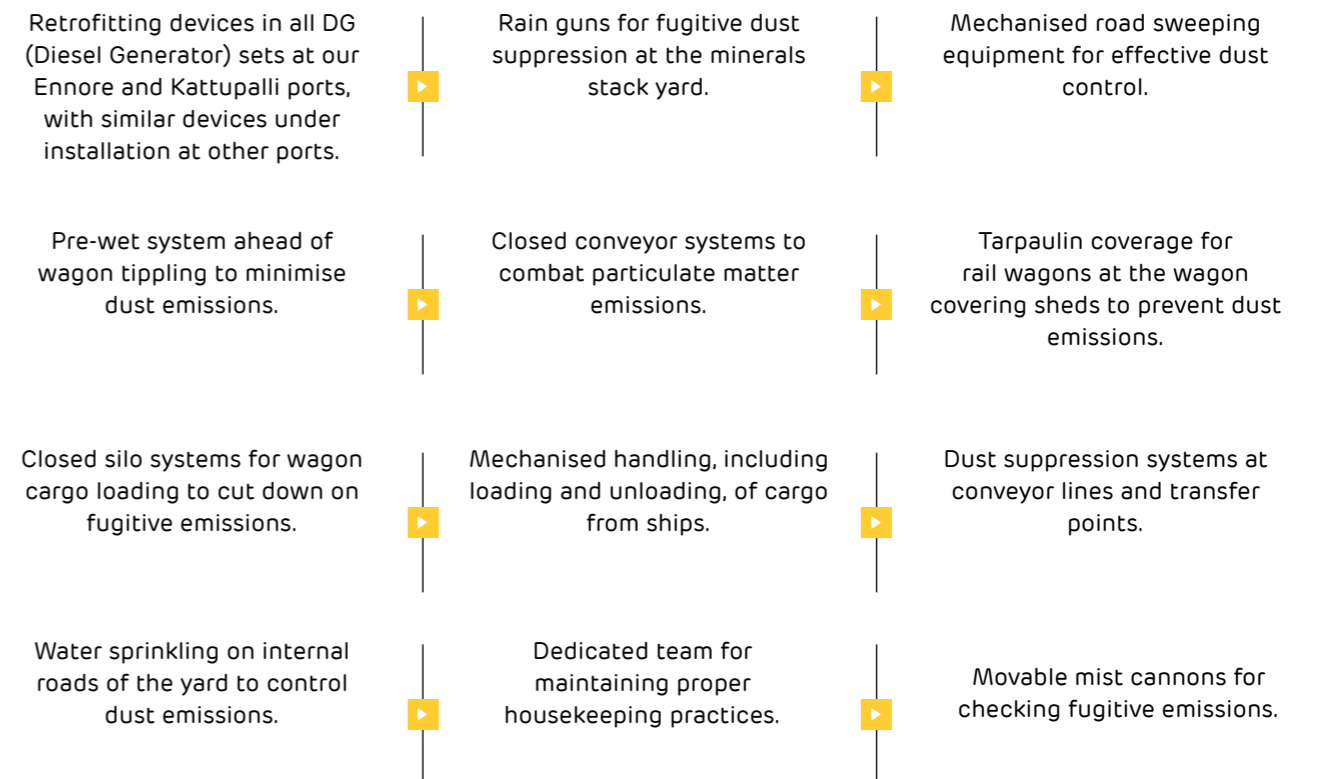 Retrofitting devices in all DG
(Diesel Generator) sets at our
Ennore and Kattupalli ports,
with similar devices under
installation at other ports.
Rain guns for fugitive dust
suppression at the minerals
stack yard.
Mechanised road sweeping
equipment for effective dust
control.
Pre-wet system ahead of
wagon tippling to minimise
dust emissions.
Closed conveyor systems to
combat particulate matter
emissions.
Tarpaulin coverage for
rail wagons at the wagon
covering sheds to prevent dust
emissions.
Closed silo systems for wagon
cargo loading to cut down on
fugitive emissions.
Mechanised handling, including
loading and unloading, of cargo
from ships.
Dust suppression systems at
conveyor lines and transfer
points.
Water sprinkling on internal
roads of the yard to control
dust emissions.
Dedicated team for
maintaining proper
housekeeping practices.
Movable mist cannons for
checking fugitive emissions.